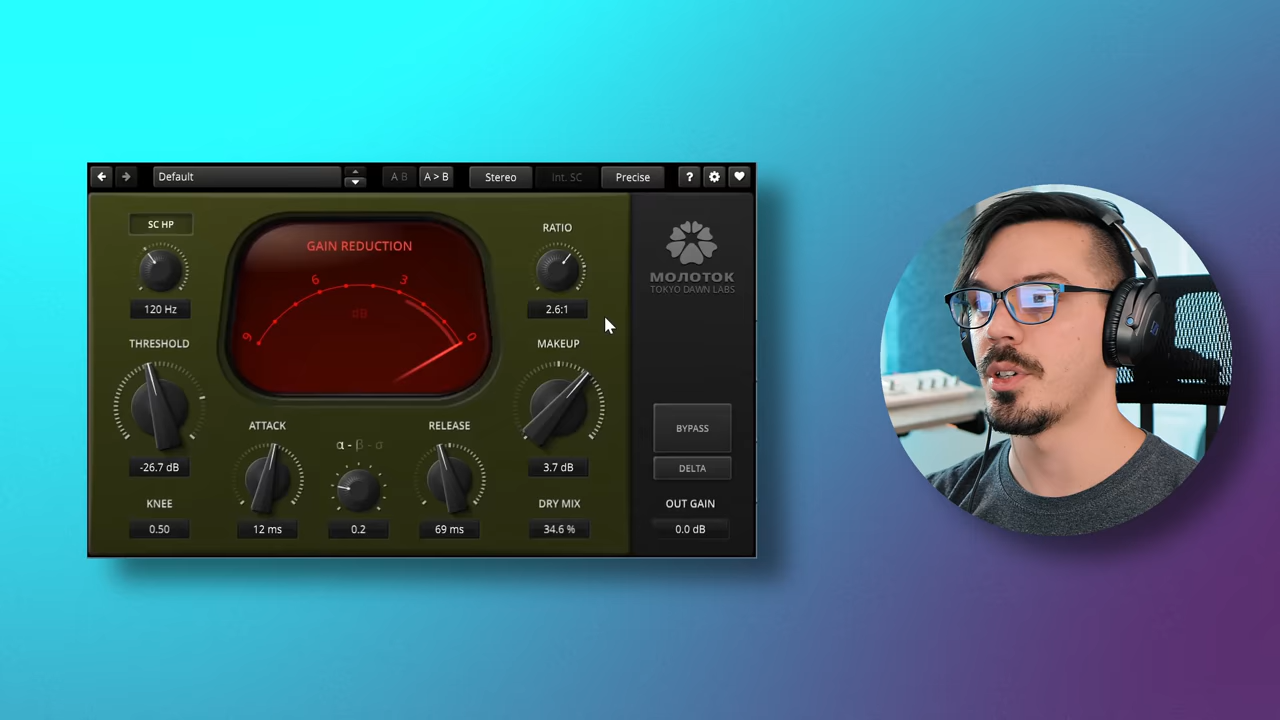 Default
A B
A > B
Stereo
Int. SC
Precise
?
SC HP
120 Hz
THRESHOLD
-26.7 dB
KNEE
0.50
GAIN REDUCTION
9 6 3 0
dB
ATTACK
12 ms
α - β - σ
0.2
RELEASE
69 ms
RATIO
2.6:1
MAKEUP
3.7 dB
DRY MIX
34.6 %
МОЛОТОК
TOKYO DAWN LABS
BYPASS
DELTA
OUT GAIN
0.0 dB